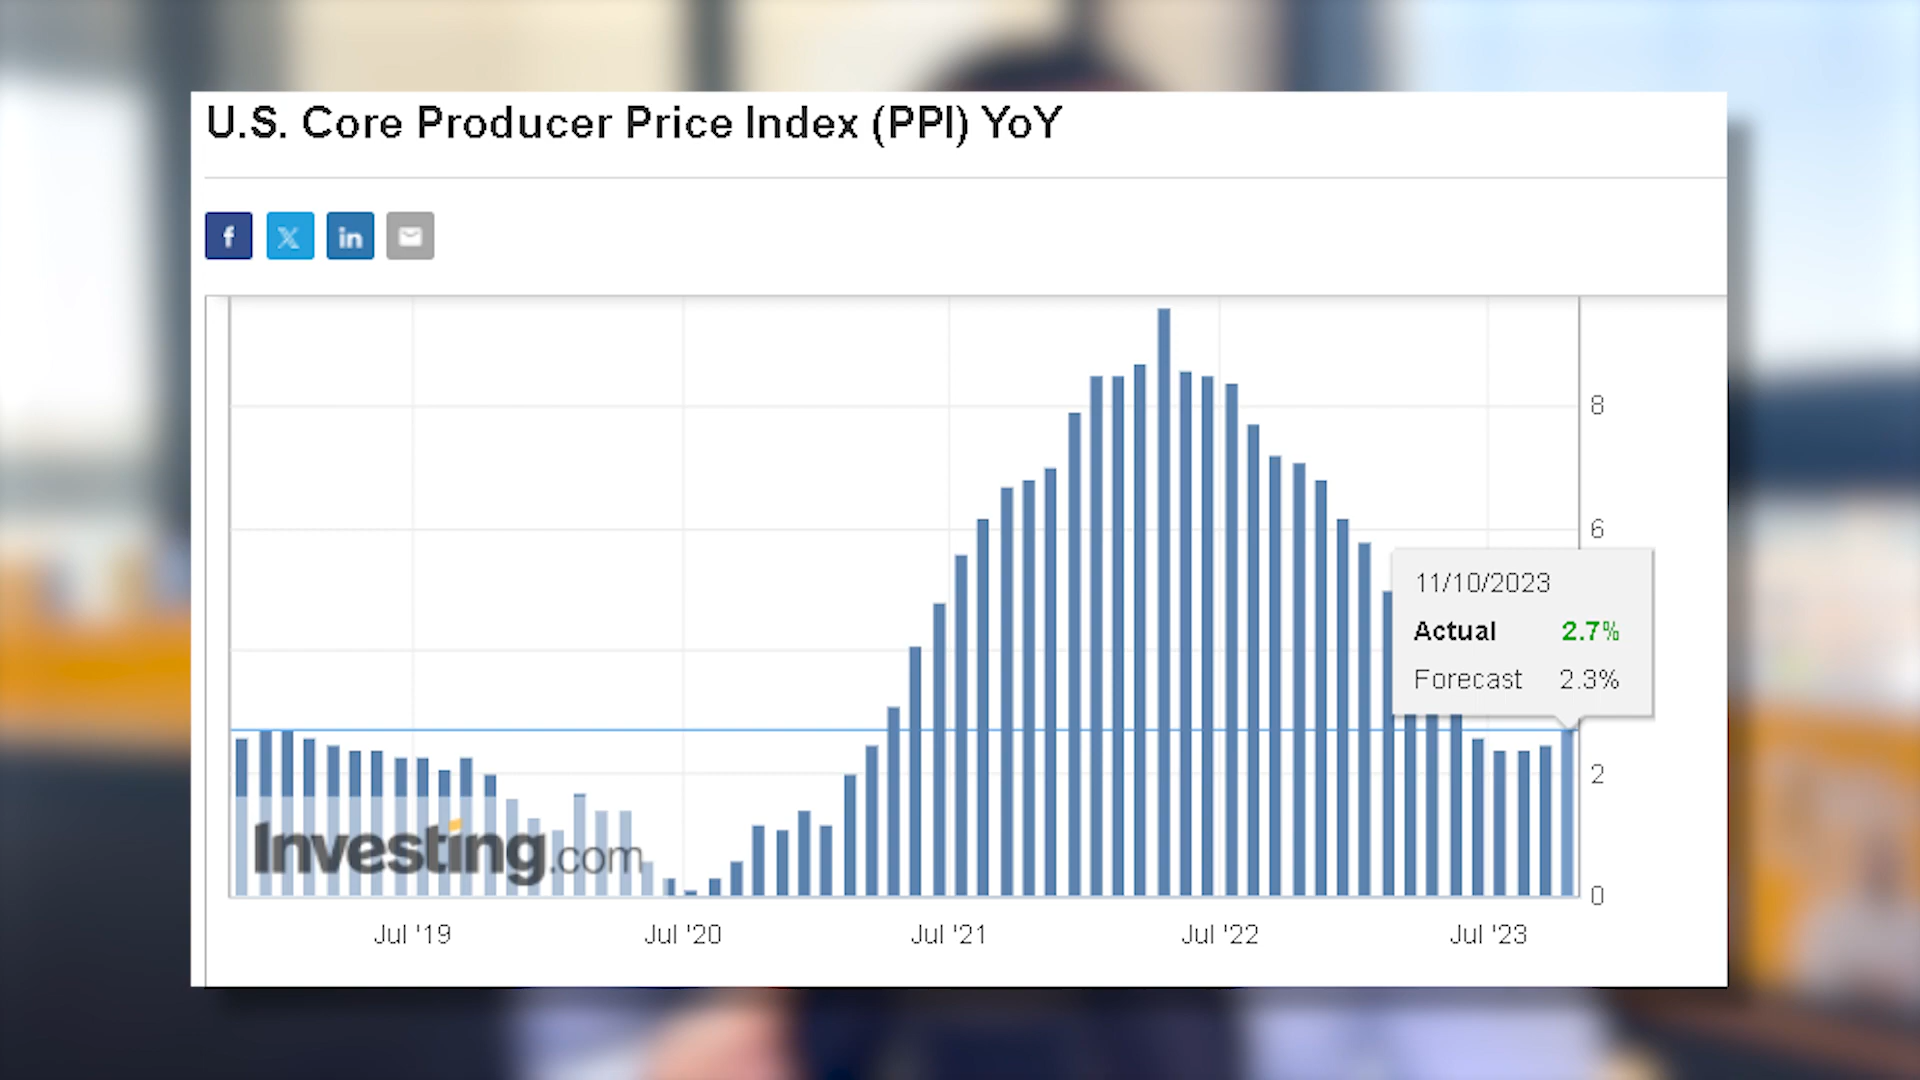 U.S. Core Producer Price Index (PPI) YoY
f X in
8
6
11/10/2023
Actual 2.7%
Forecast 2.3%
2
Investing.com
0
Jul '19 Jul '20 Jul '21 Jul '22 Jul '23